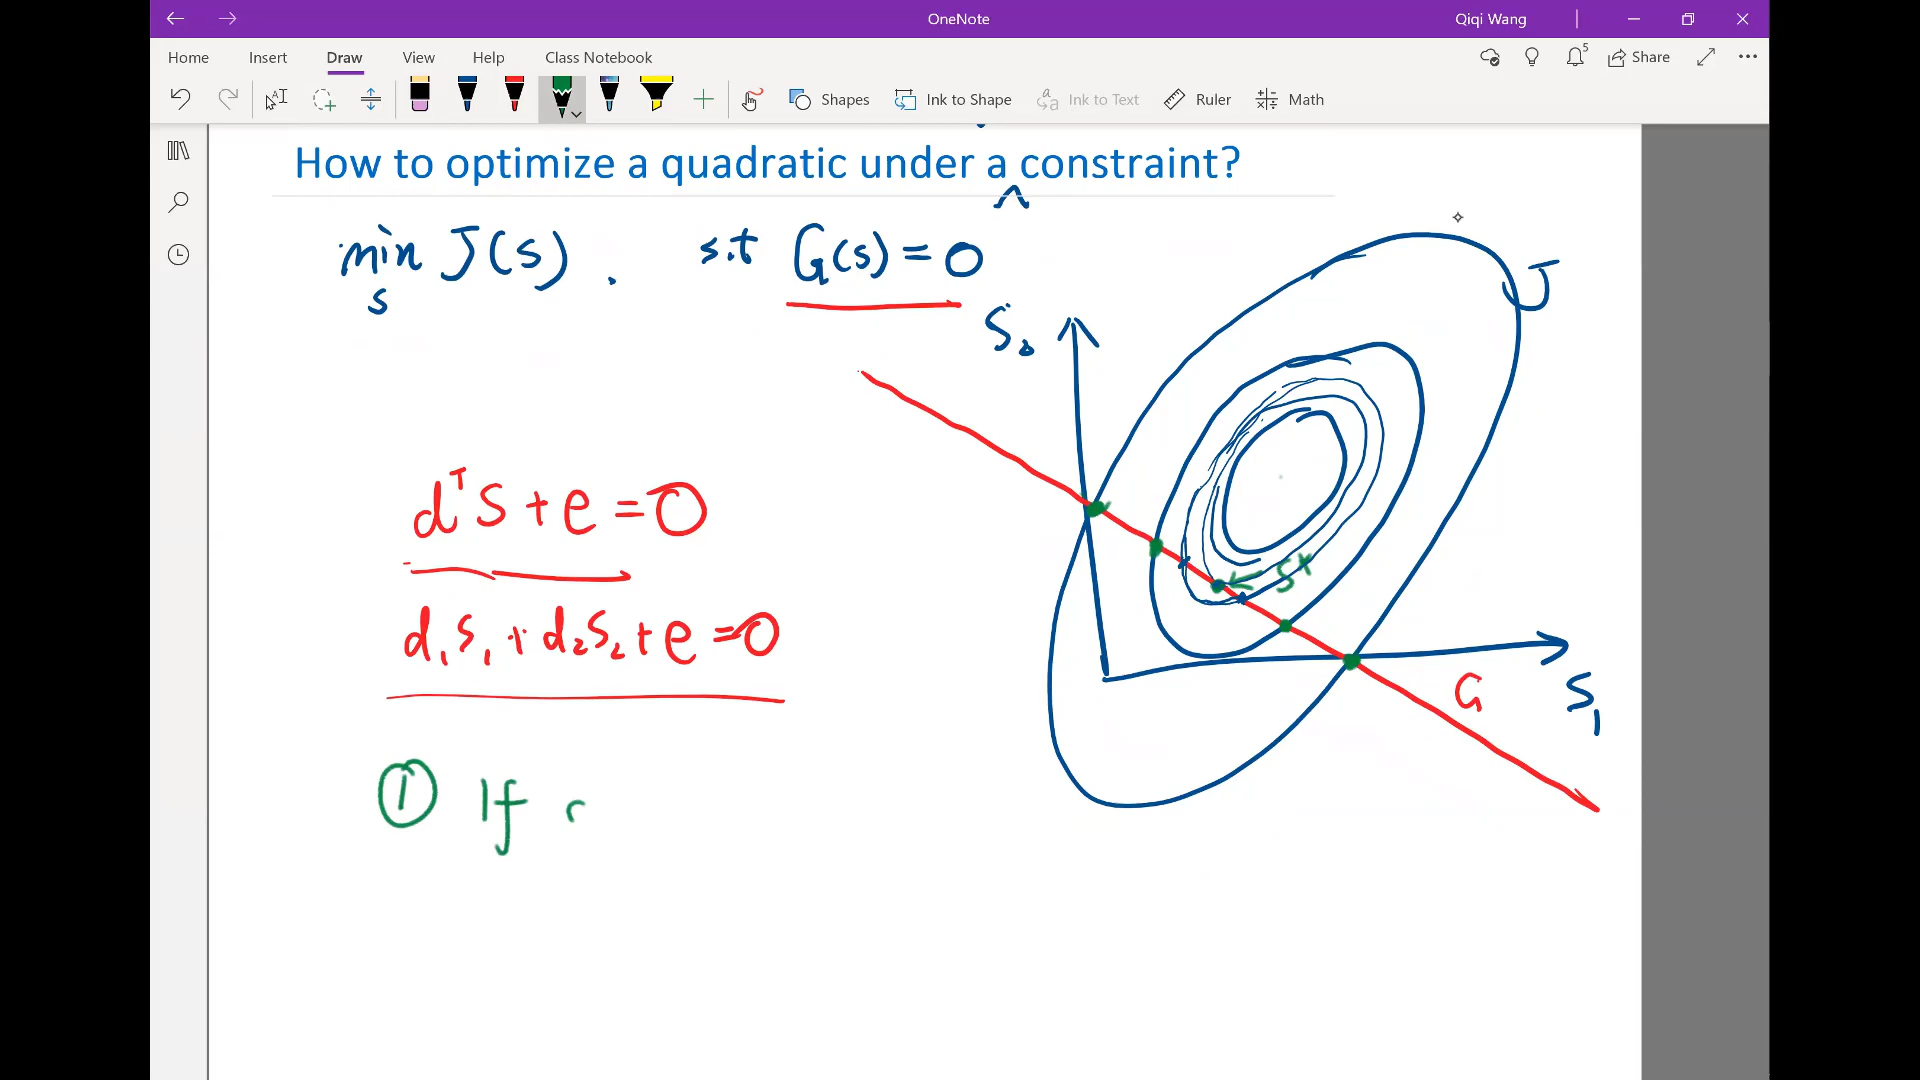 OneNote
Qiqi Wang
Home Insert Draw View Help Class Notebook
5 Share
Shapes Ink to Shape Ink to Text Ruler Math
How to optimize a quadratic under a constraint?
min J(s). s.t G(s)=0
s
J
S₂
dᵀs+e=0
s*
d₁s₁+d₂s₂+e=0
G
S₁
① If